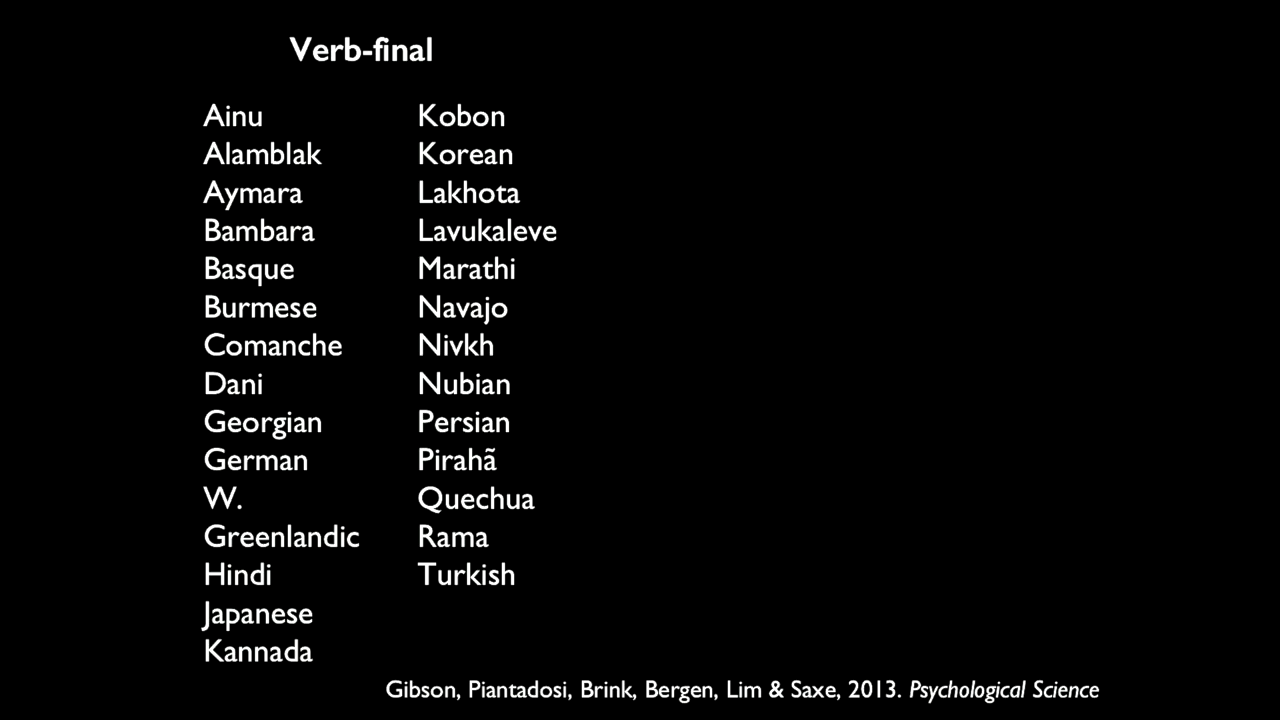 Verb-final
Ainu
Alamblak
Aymara
Bambara
Basque
Burmese
Comanche
Dani
Georgian
German
W.
Greenlandic
Hindi
Japanese
Kannada
Kobon
Korean
Lakhota
Lavukaleve
Marathi
Navajo
Nivkh
Nubian
Persian
Pirahã
Quechua
Rama
Turkish
Gibson, Piantadosi, Brink, Bergen, Lim & Saxe, 2013. Psychological Science